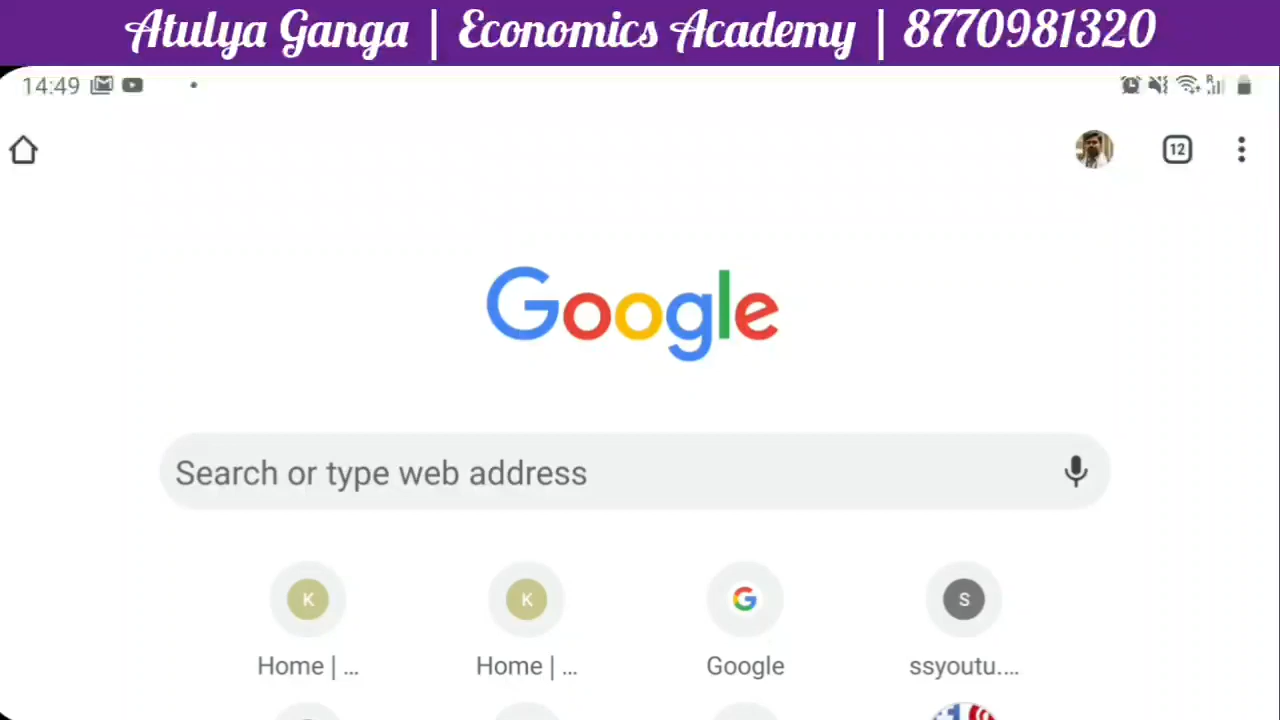 Atulya Ganga | Economics Academy | 8770981320
14:49
12
Google
Search or type web address
K K G S
Home | ... Home | ... Google ssyoutu....